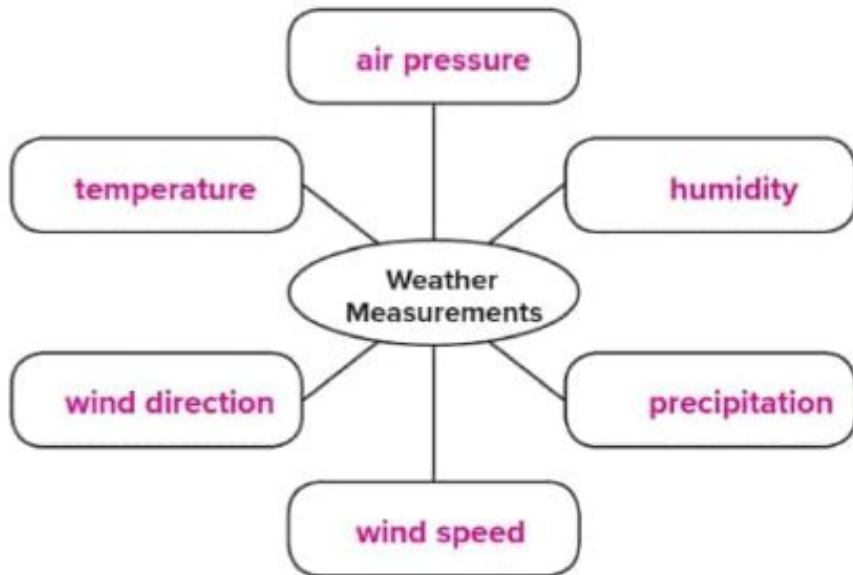 air pressure
temperature
humidity
Weather
Measurements
wind direction
precipitation
wind speed